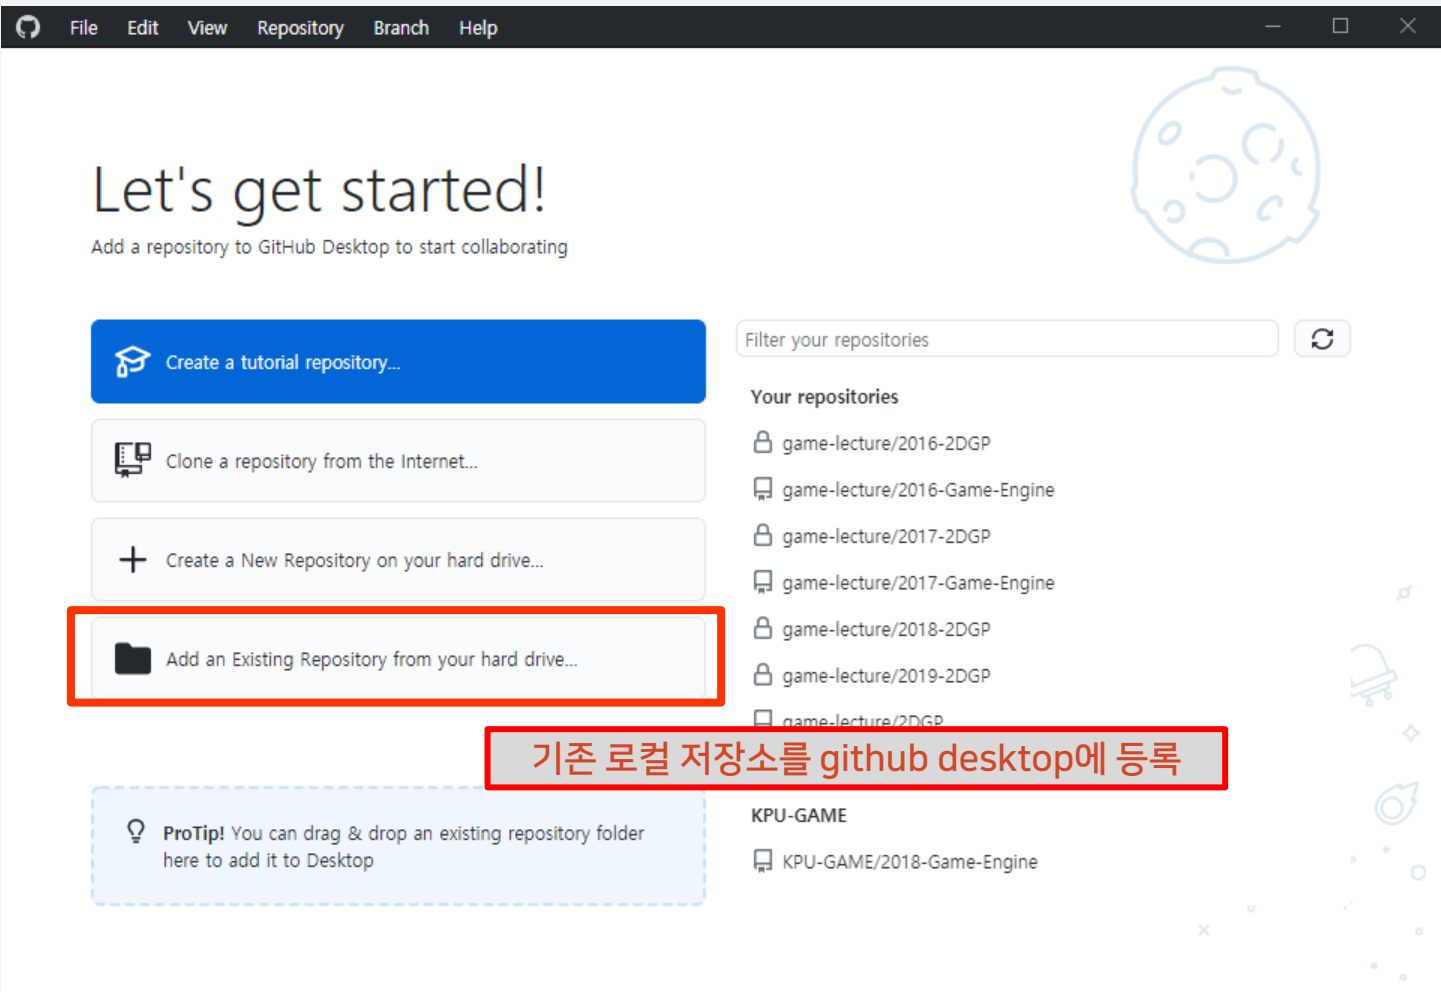 File Edit View Repository Branch Help
Let's get started!
Add a repository to GitHub Desktop to start collaborating
Create a tutorial repository...
Clone a repository from the Internet...
Create a New Repository on your hard drive...
Add an Existing Repository from your hard drive...
ProTip! You can drag & drop an existing repository folder
here to add it to Desktop
Filter your repositories
Your repositories
game-lecture/2016-2DGP
game-lecture/2016-Game-Engine
game-lecture/2017-2DGP
game-lecture/2017-Game-Engine
game-lecture/2018-2DGP
game-lecture/2019-2DGP
game-lecture/2DGP
기존 로컬 저장소를 github desktop에 등록
KPU-GAME
KPU-GAME/2018-Game-Engine